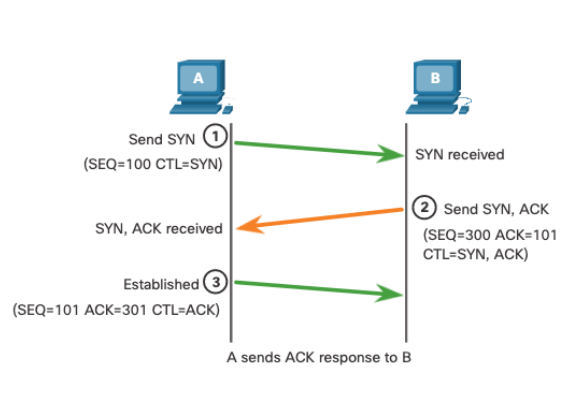 A
B
Send SYN 1
(SEQ=100 CTL=SYN)
SYN received
2 Send SYN, ACK
(SEQ=300 ACK=101
CTL=SYN, ACK)
SYN, ACK received
Established 3
(SEQ=101 ACK=301 CTL=ACK)
A sends ACK response to B